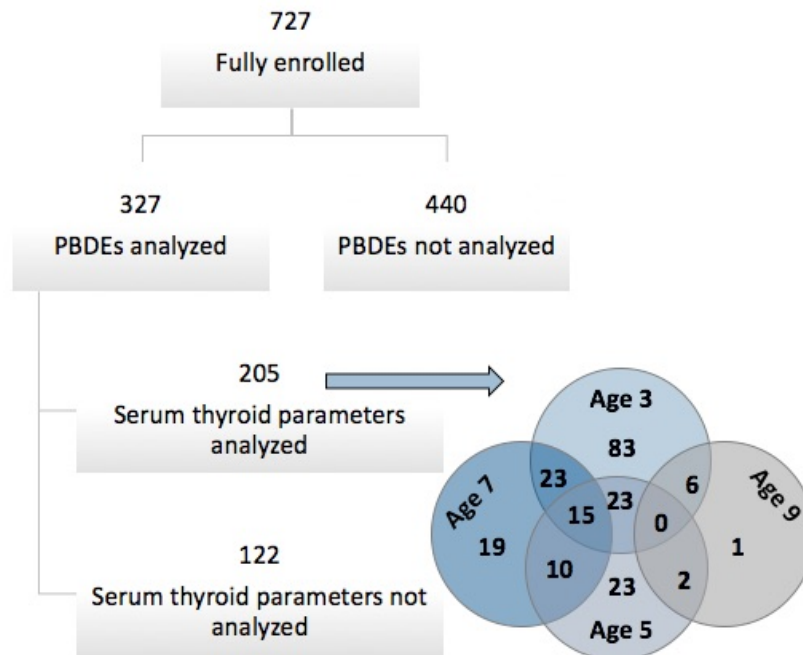 727
Fully enrolled
327
PBDEs analyzed
440
PBDEs not analyzed
205
Serum thyroid parameters
analyzed
122
Serum thyroid parameters not
analyzed
Age 3
83
Age 7
23
23
6
Age 9
15
0
19
10
23
2
1
Age 5